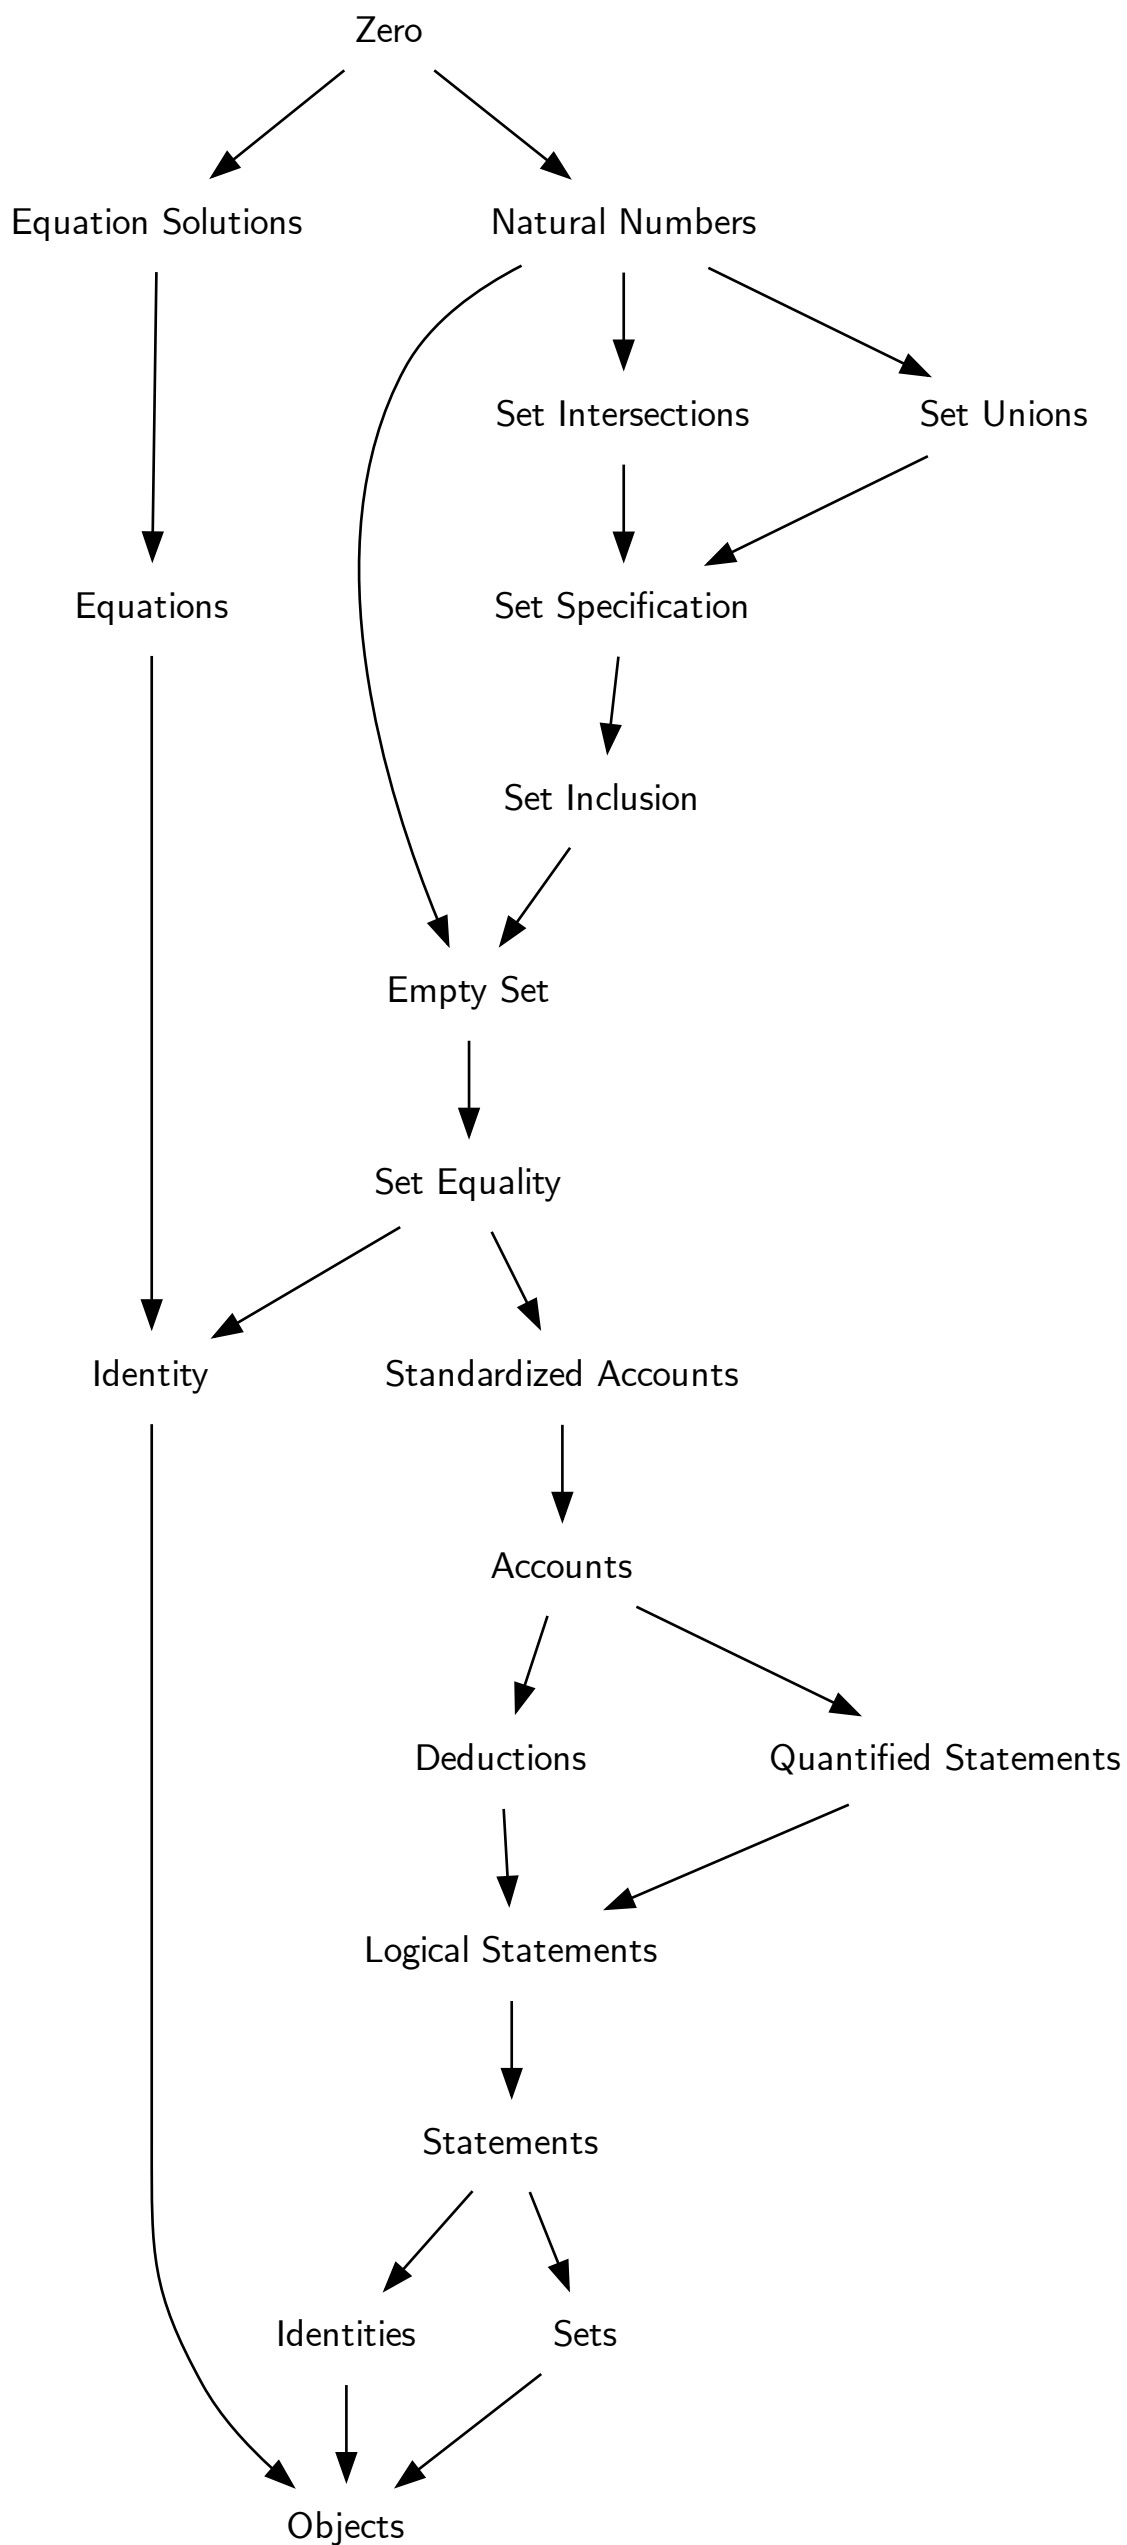 Zero
Equation Solutions
Natural Numbers
Set Intersections
Set Unions
Equations
Set Specification
Set Inclusion
Empty Set
Set Equality
Identity
Standardized Accounts
Accounts
Deductions
Quantified Statements
Logical Statements
Statements
Identities
Sets
Objects